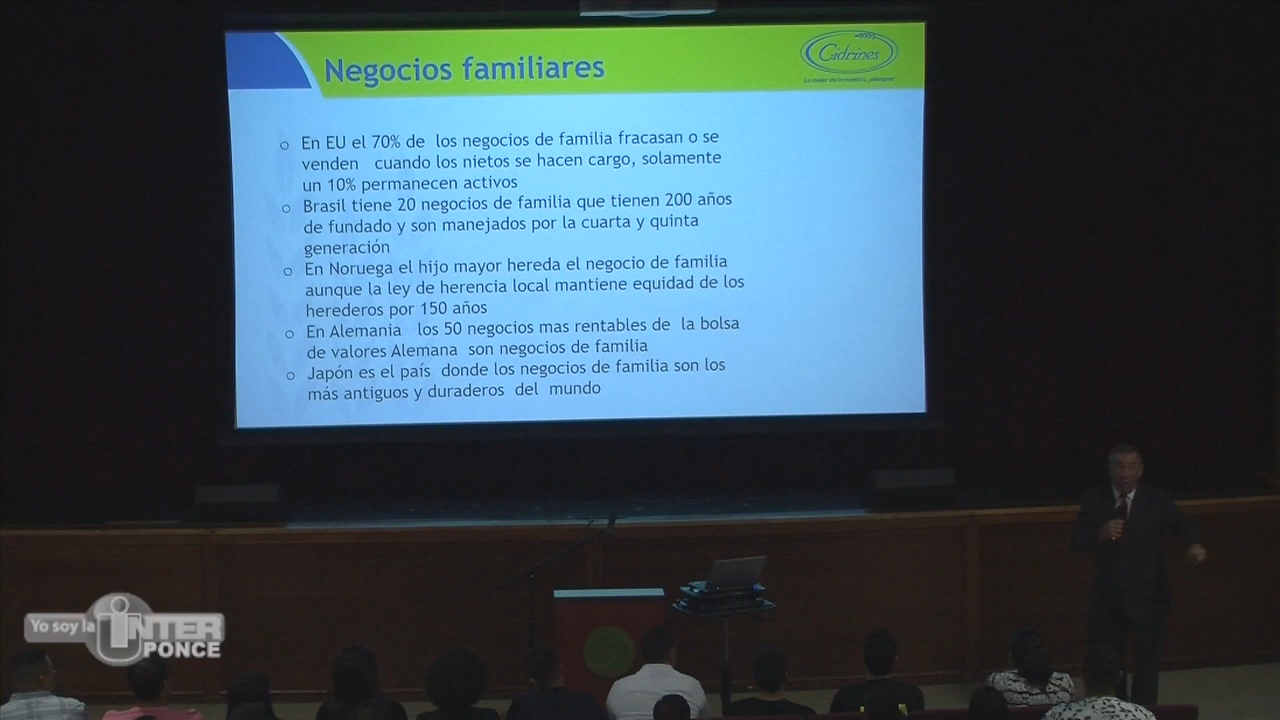 Negocios familiares
Cidrines
o En EU el 70% de los negocios de familia fracasan o se
venden cuando los nietos se hacen cargo, solamente
un 10% permanecen activos
o Brasil tiene 20 negocios de familia que tienen 200 años
de fundado y son manejados por la cuarta y quinta
generación
o En Noruega el hijo mayor hereda el negocio de familia
aunque la ley de herencia local mantiene equidad de los
herederos por 150 años
o En Alemania los 50 negocios mas rentables de la bolsa
de valores Alemana son negocios de familia
o Japón es el país donde los negocios de familia son los
más antiguos y duraderos del mundo
Yo soy la INTER
PONCE